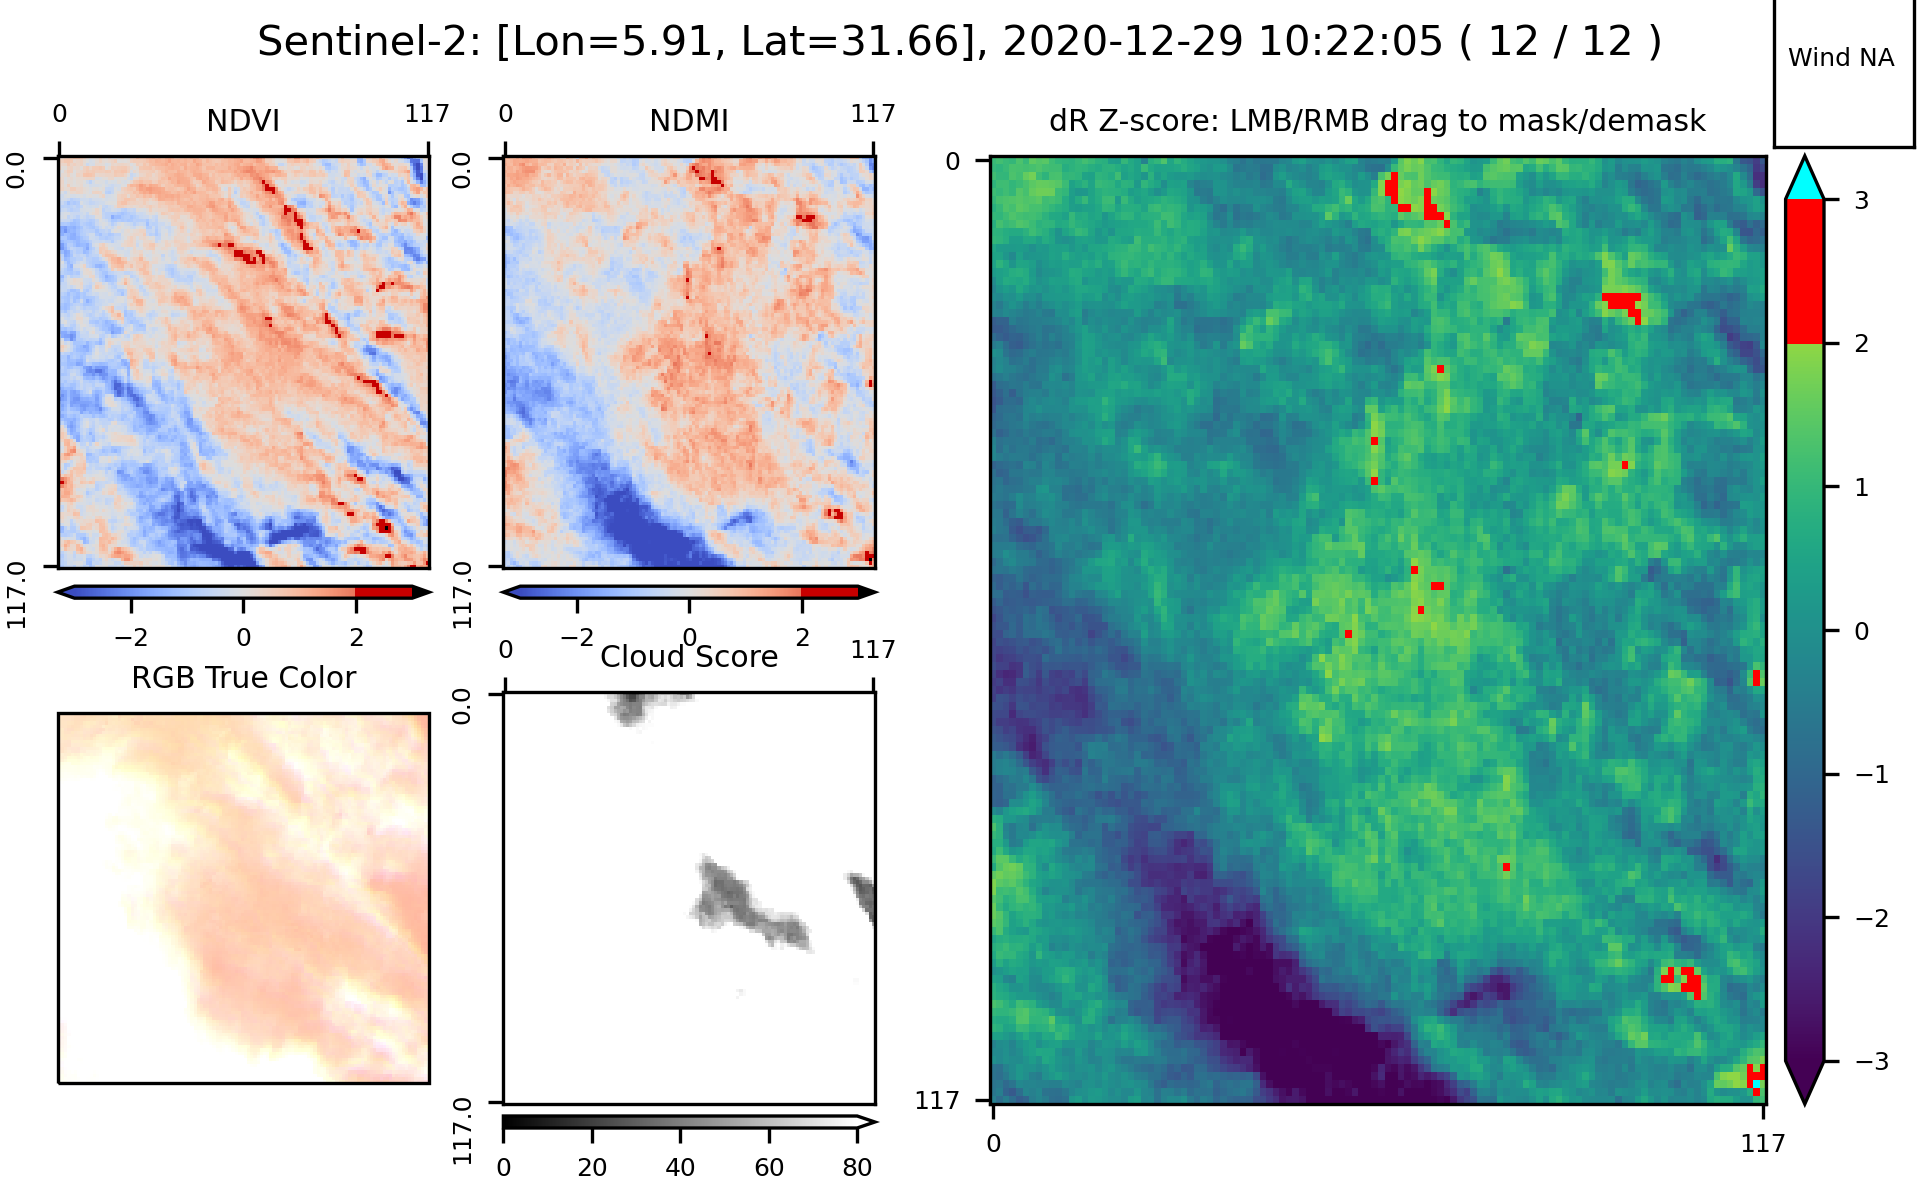 Sentinel-2: [Lon=5.91, Lat=31.66], 2020-12-29 10:22:05 ( 12 / 12 )
Wind NA
0 NDVI 117
0 NDMI 117
dR Z-score: LMB/RMB drag to mask/demask
0.0
117.0
−2 0 2
0.0
117.0
−2 0 2
0
117
0 117
3
2
1
0
−1
−2
−3
RGB True Color
0 Cloud Score 117
0.0
117.0
0 20 40 60 80